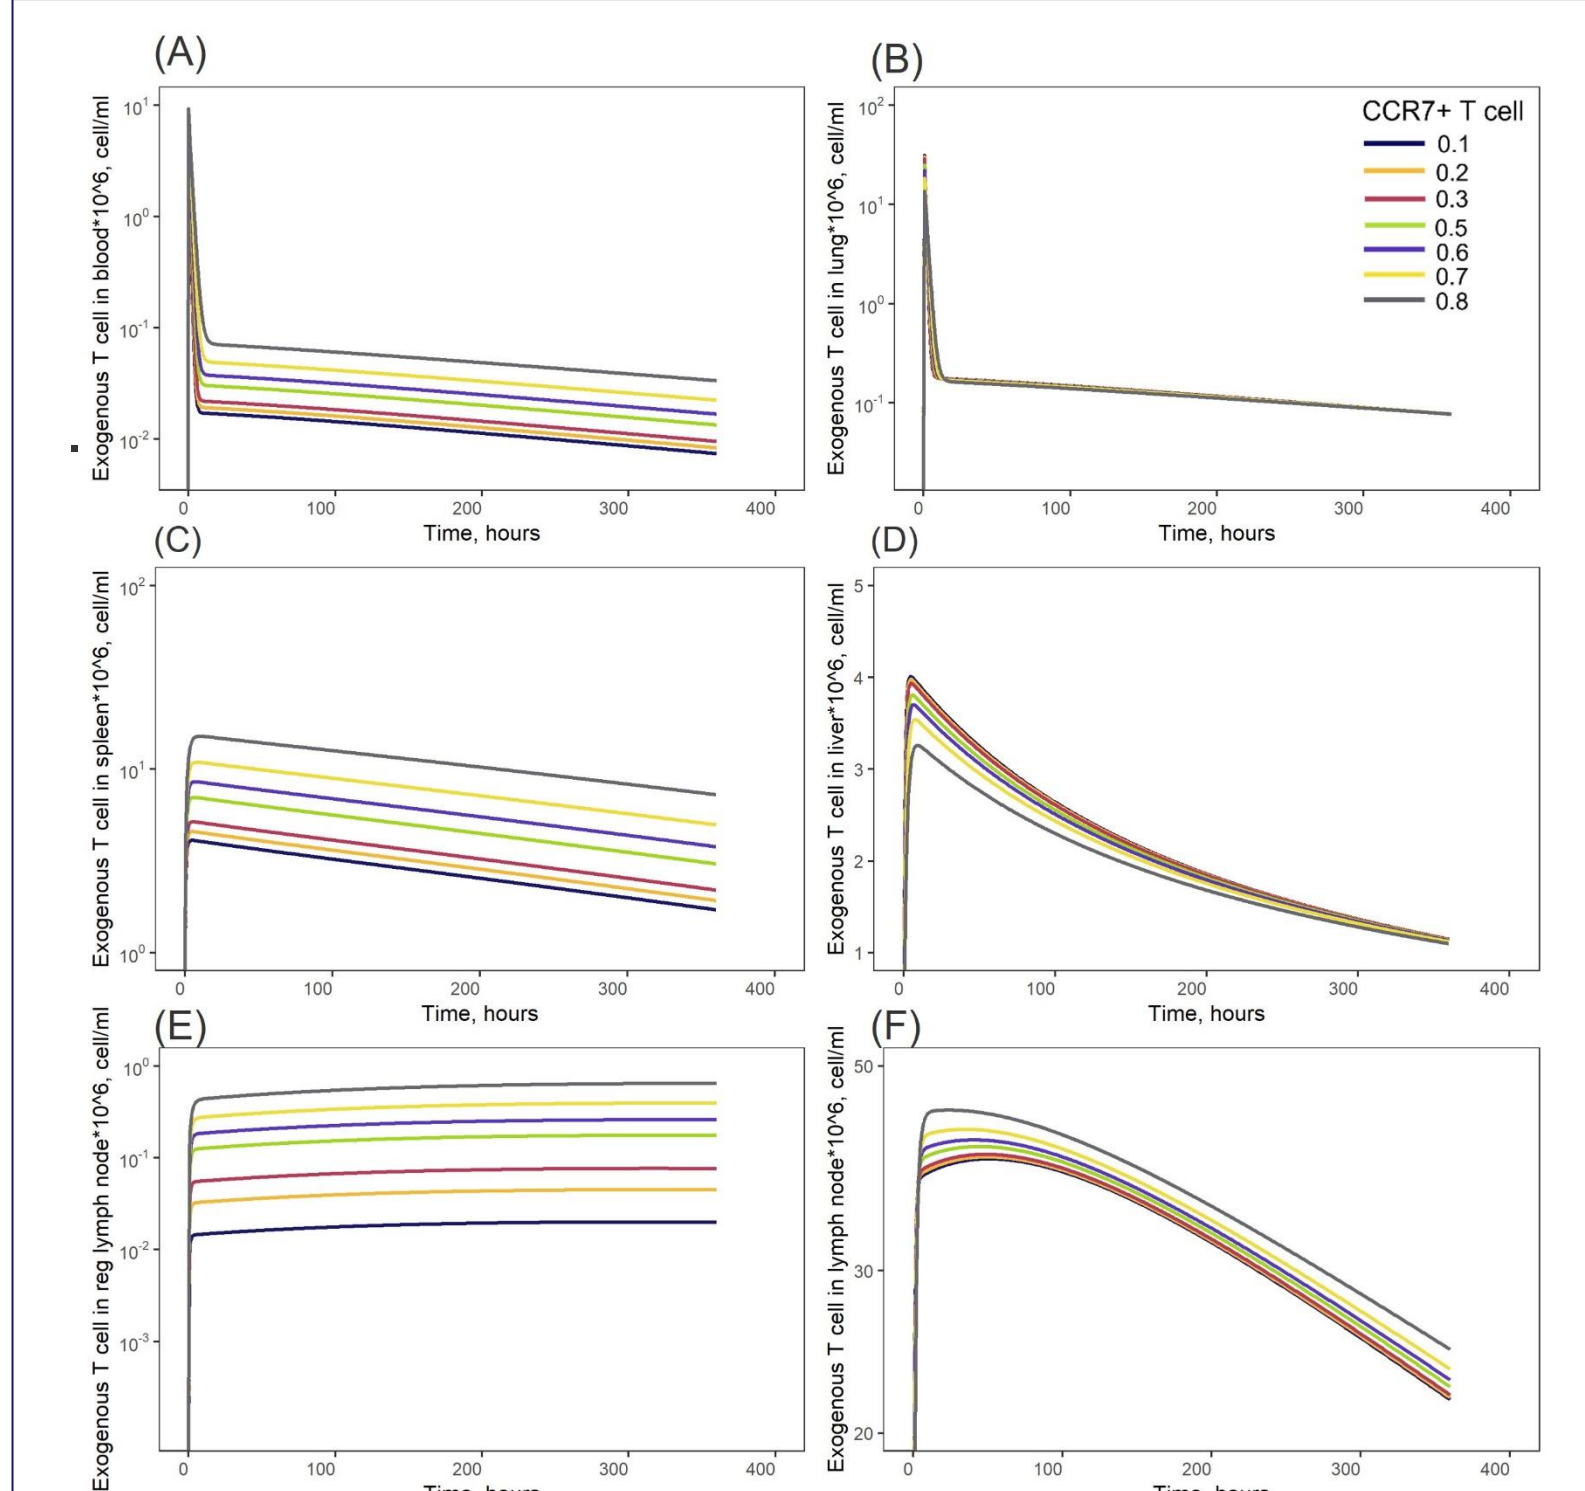 (A)
Exogenous T cell in blood*10^6, cell/ml
10^1
10^0
10^-1
10^-2
0 100 200 300 400
Time, hours
(B)
Exogenous T cell in lung*10^6, cell/ml
10^2
10^1
10^0
10^-1
0 100 200 300 400
Time, hours
CCR7+ T cell
0.1
0.2
0.3
0.5
0.6
0.7
0.8
(C)
Exogenous T cell in spleen*10^6, cell/ml
10^2
10^1
10^0
0 100 200 300 400
Time, hours
(D)
Exogenous T cell in liver*10^6, cell/ml
5
4
3
2
1
0 100 200 300 400
Time, hours
(E)
Exogenous T cell in reg lymph node*10^6, cell/ml
10^0
10^-1
10^-2
10^-3
0 100 200 300 400
Time, hours
(F)
Exogenous T cell in lymph node*10^6, cell/ml
50
30
20
0 100 200 300 400
Time, hours